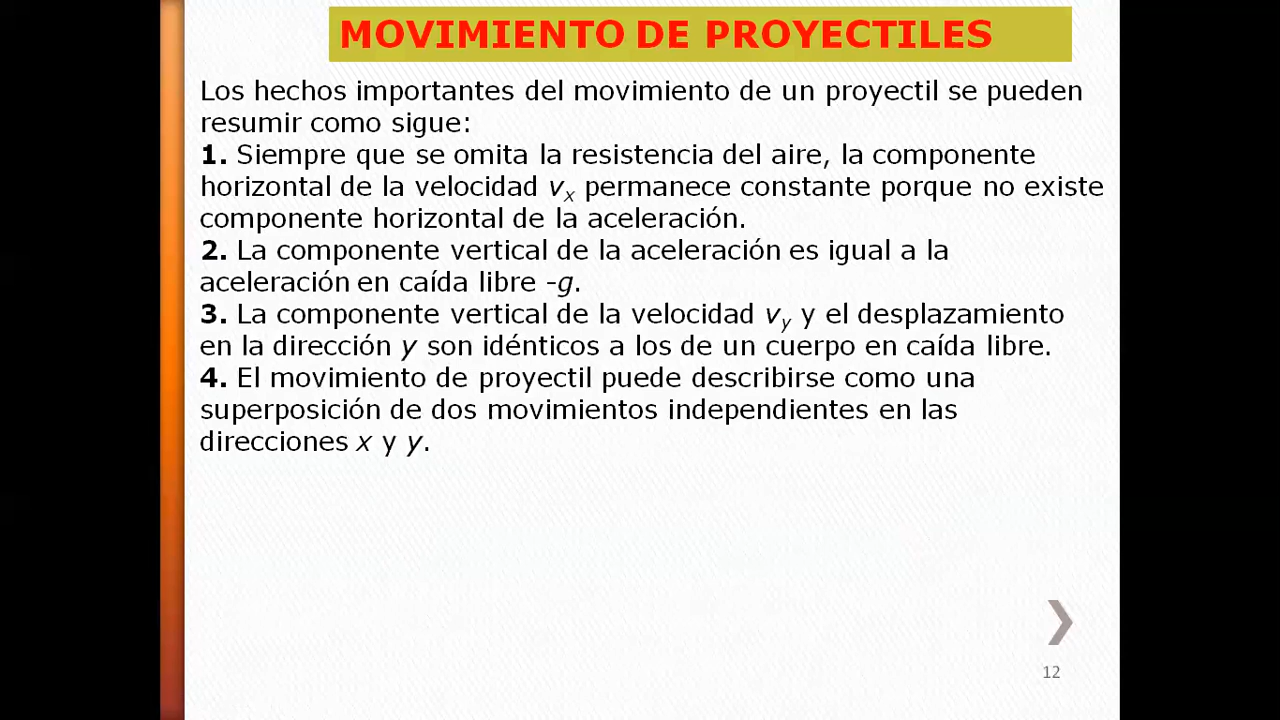 MOVIMIENTO DE PROYECTILES
Los hechos importantes del movimiento de un proyectil se pueden
resumir como sigue:
1. Siempre que se omita la resistencia del aire, la componente
horizontal de la velocidad vx permanece constante porque no existe
componente horizontal de la aceleración.
2. La componente vertical de la aceleración es igual a la
aceleración en caída libre -g.
3. La componente vertical de la velocidad vy y el desplazamiento
en la dirección y son idénticos a los de un cuerpo en caída libre.
4. El movimiento de proyectil puede describirse como una
superposición de dos movimientos independientes en las
direcciones x y y.
12